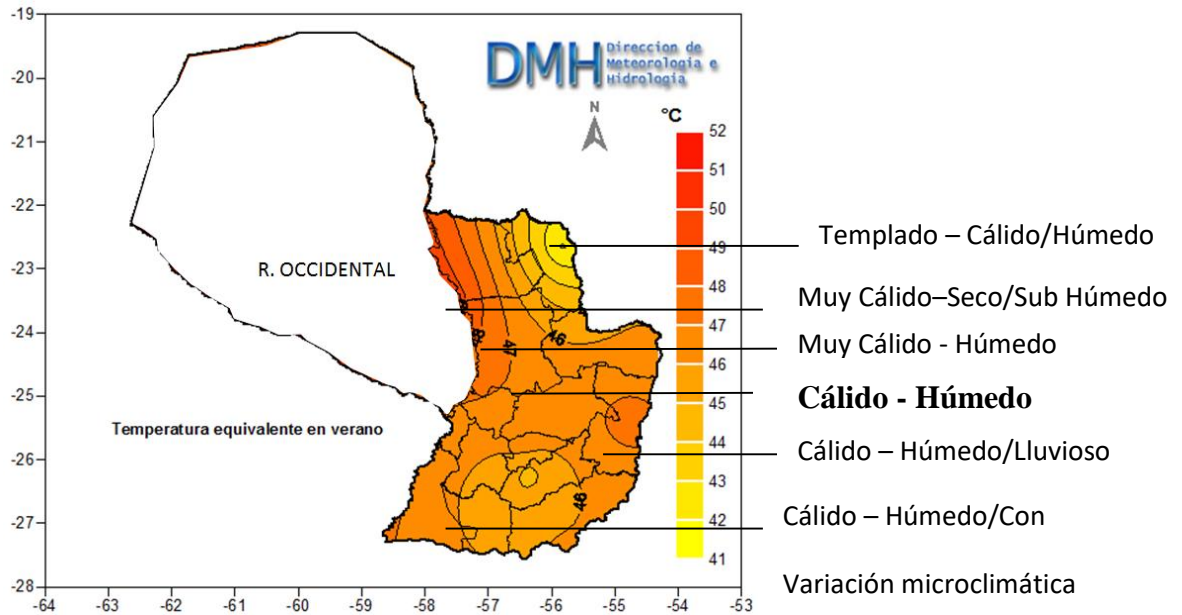 DMH
Direccion de
Meteorologia e
Hidrologia
N
°C
-19
-20
-21
-22
-23
-24
-25
-26
-27
-28
R. OCCIDENTAL
Temperatura equivalente en verano
48
47
46
46
52
51
50
49
48
47
46
45
44
43
42
41
Templado – Cálido/Húmedo
Muy Cálido–Seco/Sub Húmedo
Muy Cálido - Húmedo
Cálido - Húmedo
Cálido – Húmedo/Lluvioso
Cálido – Húmedo/Con
Variación microclimática
-64 -63 -62 -61 -60 -59 -58 -57 -56 -55 -54 -53